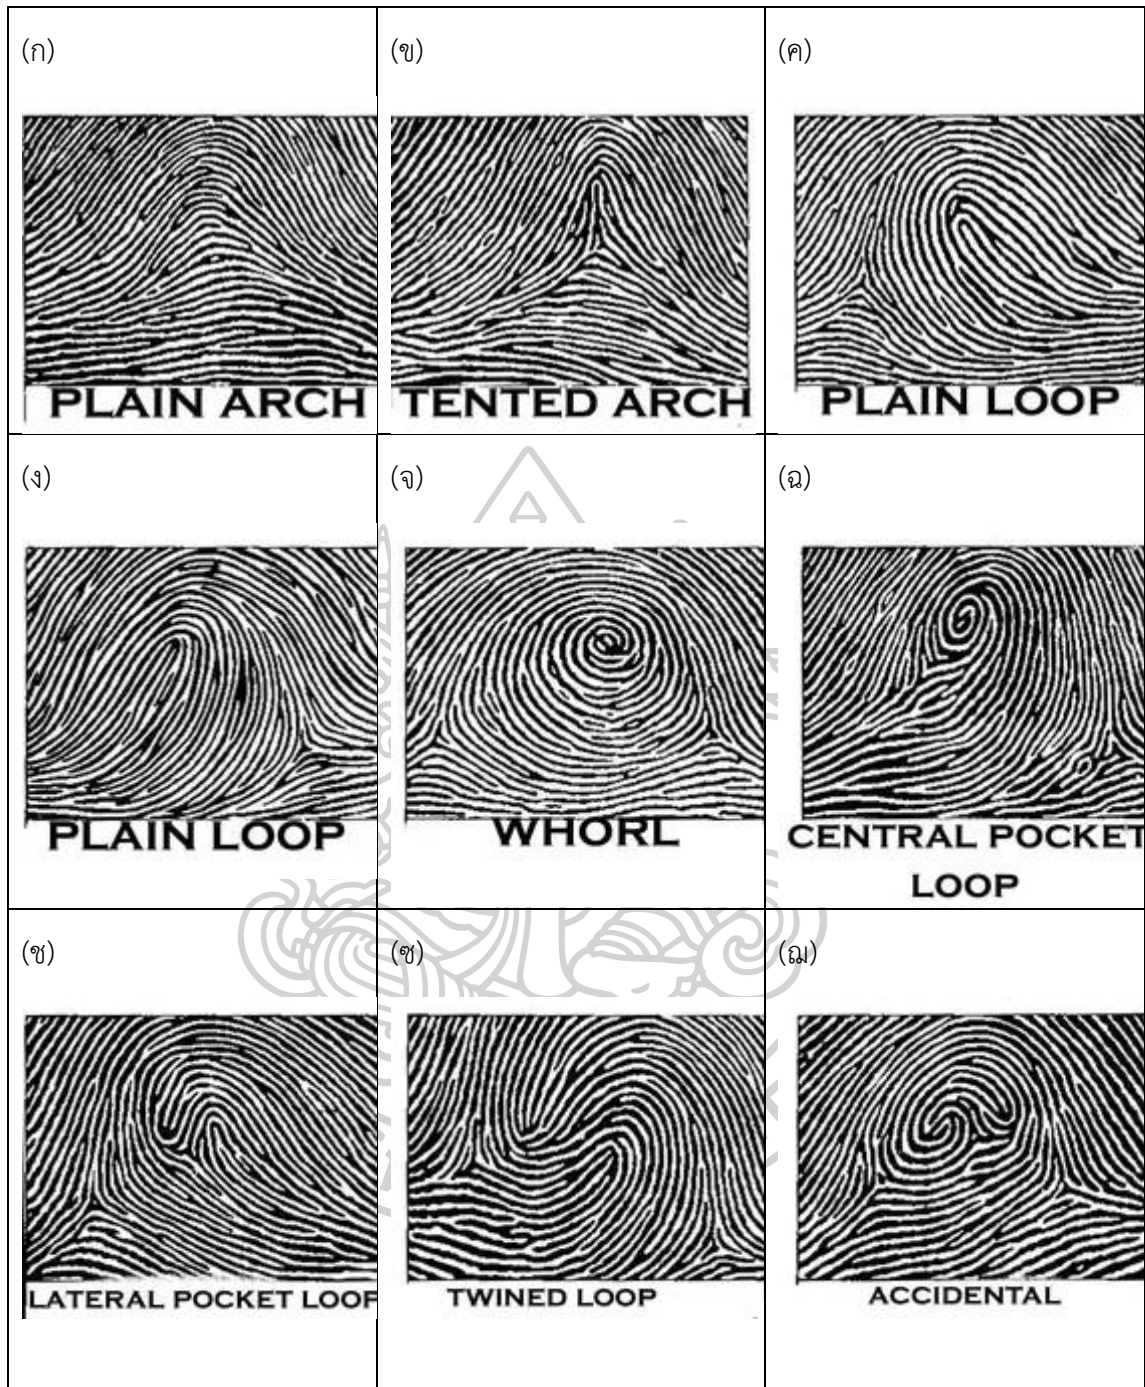 (ก)
(ข)
(ค)
PLAIN ARCH
TENTED ARCH
PLAIN LOOP
(ง)
(จ)
(ฉ)
PLAIN LOOP
WHORL
CENTRAL POCKET
LOOP
(ช)
(ซ)
(ฌ)
LATERAL POCKET LOOP
TWINED LOOP
ACCIDENTAL